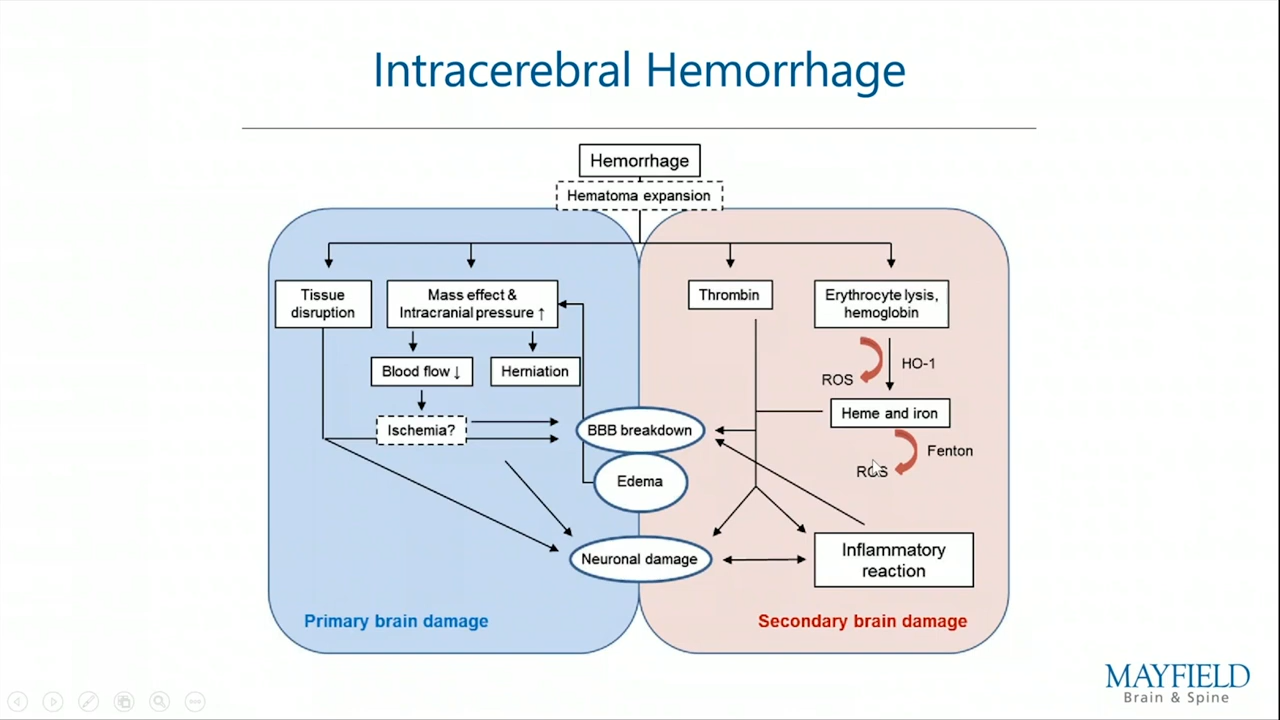 Intracerebral Hemorrhage
Hemorrhage
Hematoma expansion
Tissue
disruption
Mass effect &
Intracranial pressure ↑
Thrombin
Erythrocyte lysis,
hemoglobin
Blood flow ↓
Herniation
ROS
HO-1
Heme and iron
Ischemia?
BBB breakdown
Fenton
ROS
Edema
Neuronal damage
Inflammatory
reaction
Primary brain damage
Secondary brain damage
MAYFIELD
Brain & Spine